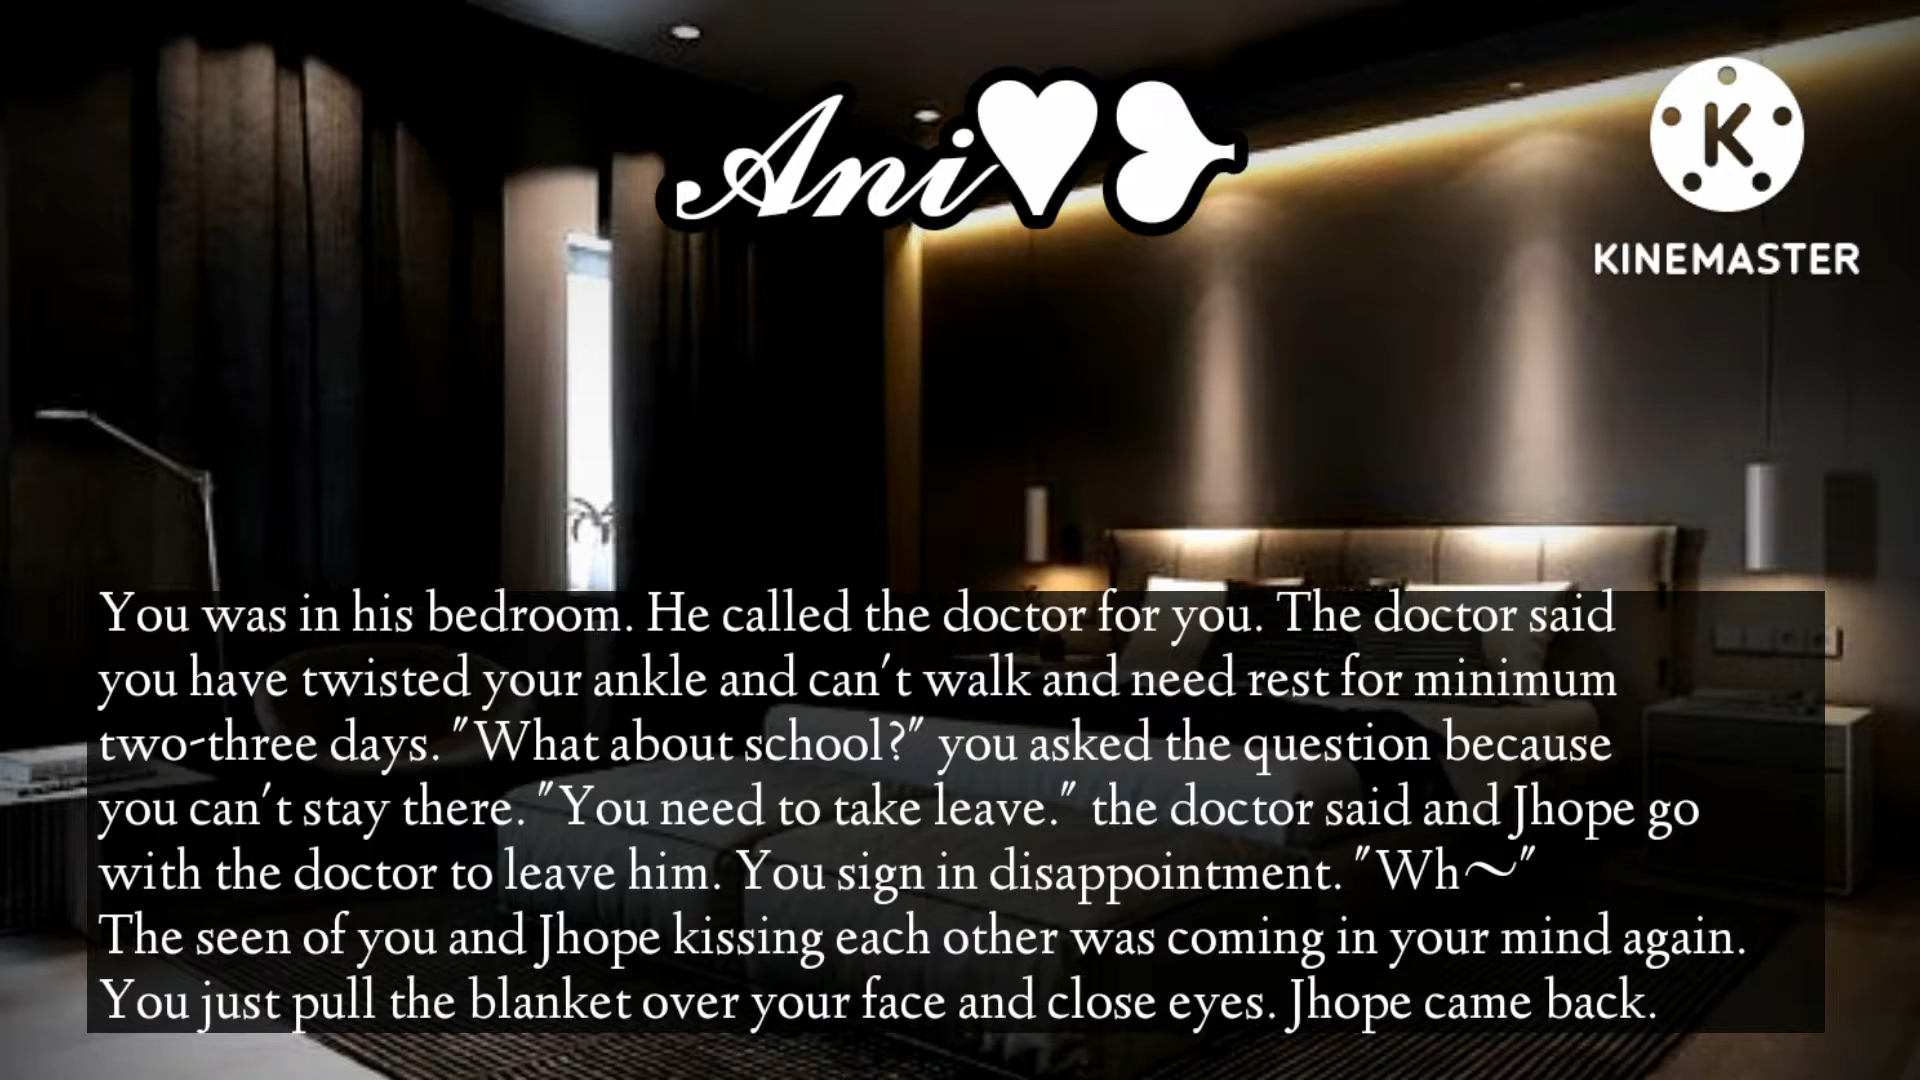 Ani♥❥
K
KINEMASTER
You was in his bedroom. He called the doctor for you. The doctor said
you have twisted your ankle and can't walk and need rest for minimum
two-three days. "What about school?" you asked the question because
you can't stay there. "You need to take leave." the doctor said and Jhope go
with the doctor to leave him. You sign in disappointment. "Wh~"
The seen of you and Jhope kissing each other was coming in your mind again.
You just pull the blanket over your face and close eyes. Jhope came back.